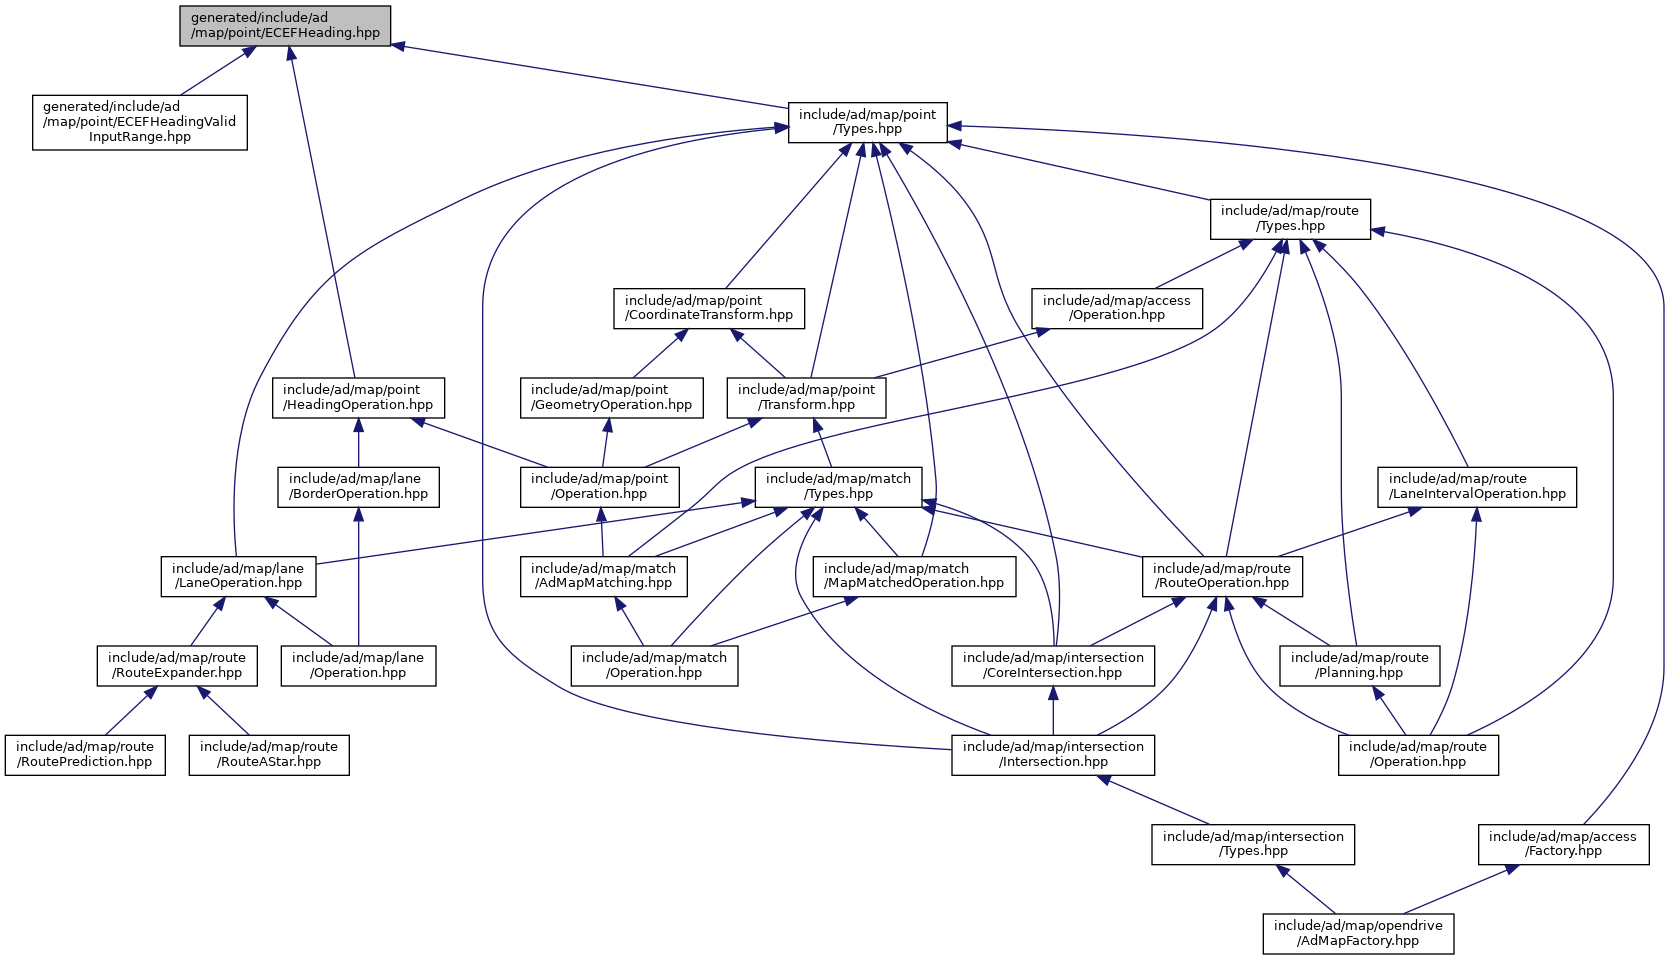 generated/include/ad
/map/point/ECEFHeading.hpp
generated/include/ad
/map/point/ECEFHeadingValid
InputRange.hpp
include/ad/map/point
/Types.hpp
include/ad/map/route
/Types.hpp
include/ad/map/point
/CoordinateTransform.hpp
include/ad/map/access
/Operation.hpp
include/ad/map/point
/HeadingOperation.hpp
include/ad/map/point
/GeometryOperation.hpp
include/ad/map/point
/Transform.hpp
include/ad/map/lane
/BorderOperation.hpp
include/ad/map/point
/Operation.hpp
include/ad/map/match
/Types.hpp
include/ad/map/route
/LaneIntervalOperation.hpp
include/ad/map/lane
/LaneOperation.hpp
include/ad/map/match
/AdMapMatching.hpp
include/ad/map/match
/MapMatchedOperation.hpp
include/ad/map/route
/RouteOperation.hpp
include/ad/map/route
/RouteExpander.hpp
include/ad/map/lane
/Operation.hpp
include/ad/map/match
/Operation.hpp
include/ad/map/intersection
/CoreIntersection.hpp
include/ad/map/route
/Planning.hpp
include/ad/map/route
/RoutePrediction.hpp
include/ad/map/route
/RouteAStar.hpp
include/ad/map/intersection
/Intersection.hpp
include/ad/map/route
/Operation.hpp
include/ad/map/intersection
/Types.hpp
include/ad/map/access
/Factory.hpp
include/ad/map/opendrive
/AdMapFactory.hpp